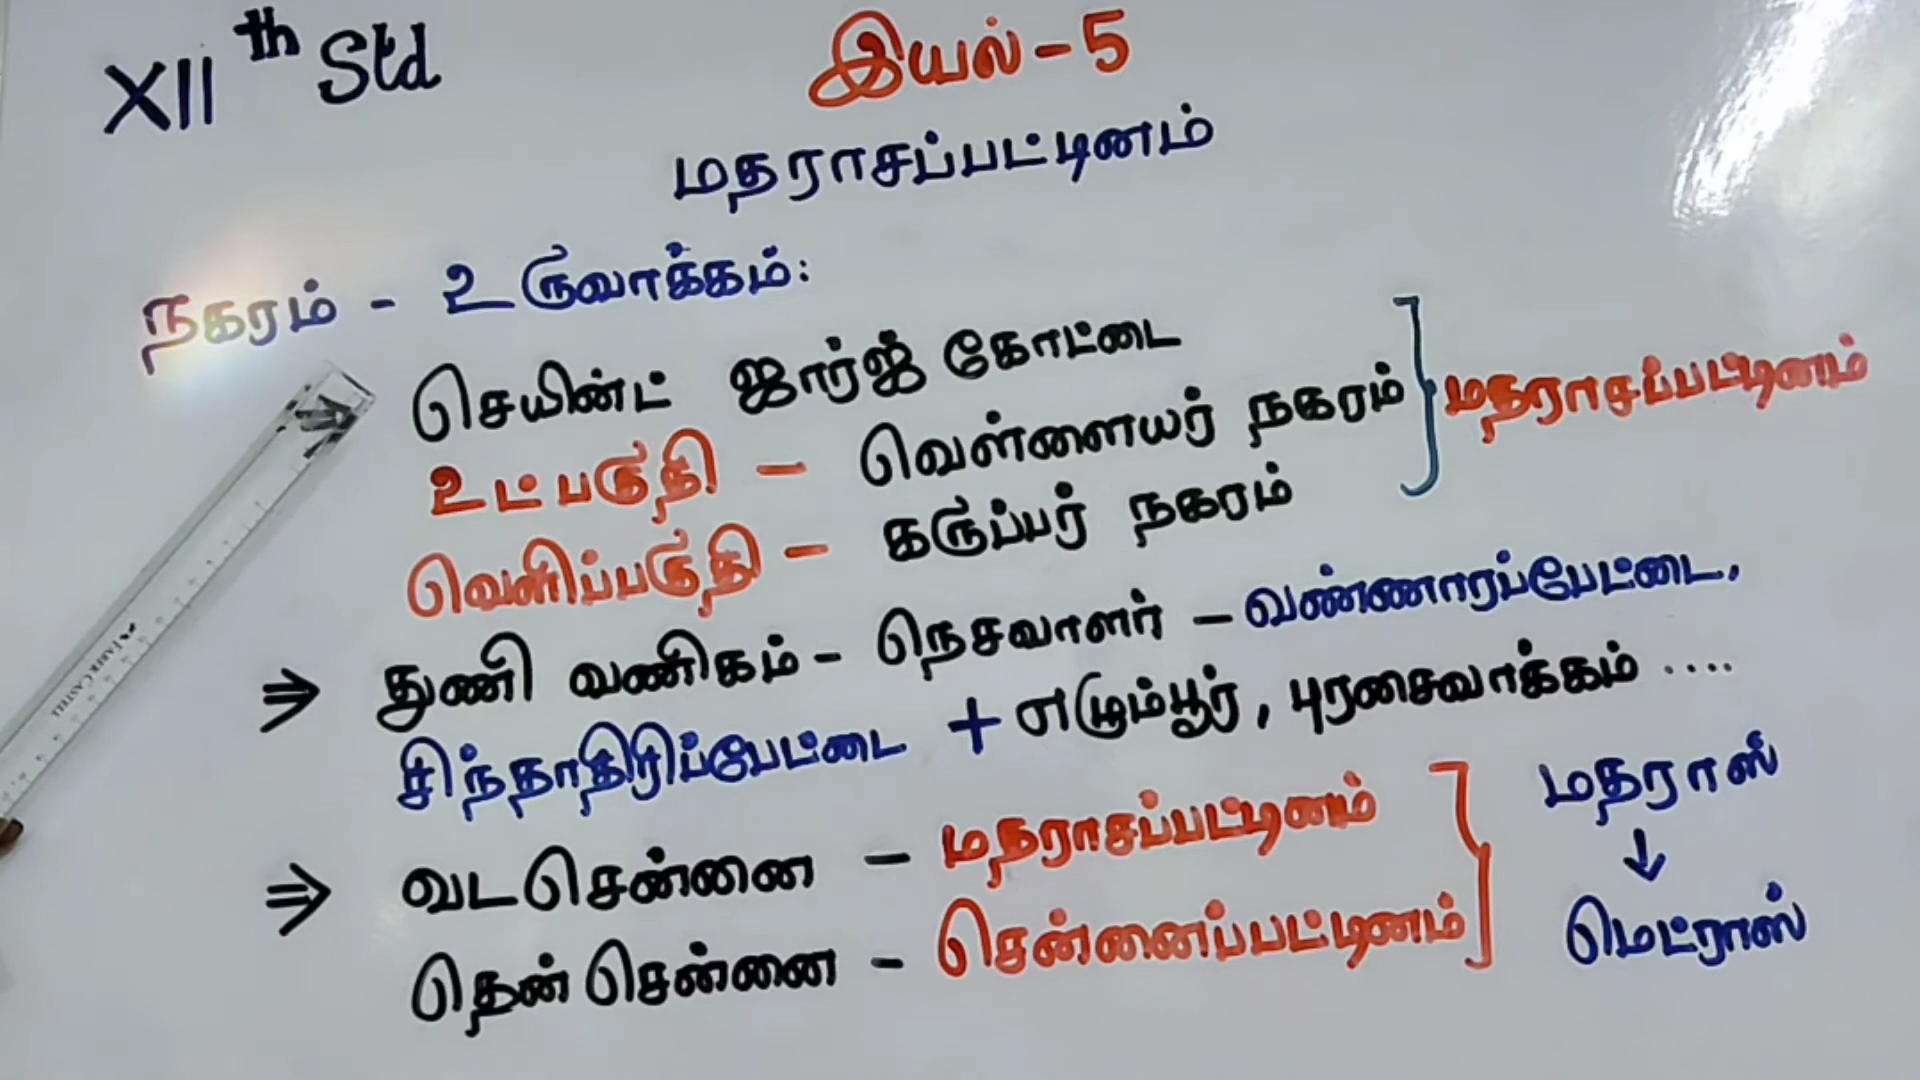 XII th Std
இயல் - 5
மதராசப்பட்டினம்
நகரம் - உருவாக்கம்:
செயின்ட் ஜார்ஜ் கோட்டை
உட்பகுதி - வெள்ளையர் நகரம் } மதராசப்பட்டினம்
வெளிப்பகுதி - கருப்பர் நகரம்
⇒ துணி வணிகம் - நெசவாளர் - வண்ணாரப்பேட்டை,
சிந்தாதிரிப்பேட்டை + எழும்பூர், புரசைவாக்கம் ....
⇒ வடசென்னை - மதராசப்பட்டினம்
தென் சென்னை - சென்னைப்பட்டினம்
மதராஸ்
↓
மெட்ராஸ்
FABER CASTELL